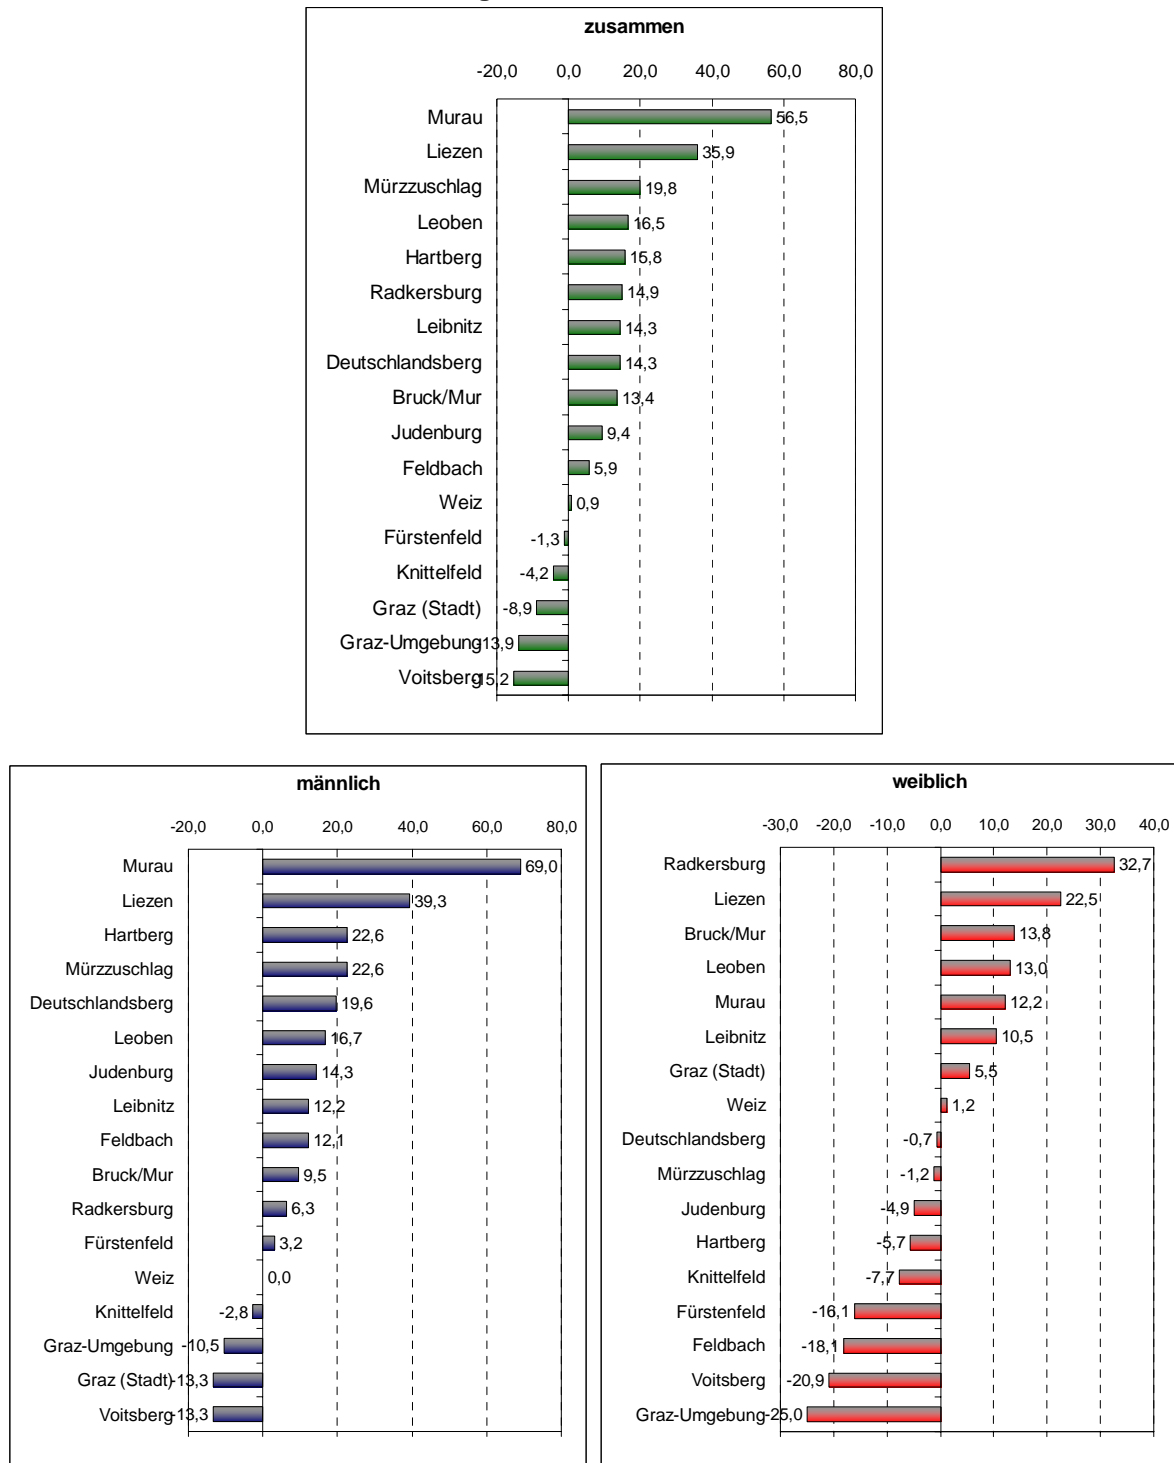 zusammen
-20,0 0,0 20,0 40,0 60,0 80,0
Murau 56,5
Liezen 35,9
Mürzzuschlag 19,8
Leoben 16,5
Hartberg 15,8
Radkersburg 14,9
Leibnitz 14,3
Deutschlandsberg 14,3
Bruck/Mur 13,4
Judenburg 9,4
Feldbach 5,9
Weiz 0,9
Fürstenfeld -1,3
Knittelfeld -4,2
Graz (Stadt) -8,9
Graz-Umgebung -13,9
Voitsberg -15,2
männlich
-20,0 0,0 20,0 40,0 60,0 80,0
Murau 69,0
Liezen 39,3
Hartberg 22,6
Mürzzuschlag 22,6
Deutschlandsberg 19,6
Leoben 16,7
Judenburg 14,3
Leibnitz 12,2
Feldbach 12,1
Bruck/Mur 9,5
Radkersburg 6,3
Fürstenfeld 3,2
Weiz 0,0
Knittelfeld -2,8
Graz-Umgebung -10,5
Graz (Stadt) -13,3
Voitsberg -13,3
weiblich
-30,0 -20,0 -10,0 0,0 10,0 20,0 30,0 40,0
Radkersburg 32,7
Liezen 22,5
Bruck/Mur 13,8
Leoben 13,0
Murau 12,2
Leibnitz 10,5
Graz (Stadt) 5,5
Weiz 1,2
Deutschlandsberg -0,7
Mürzzuschlag -1,2
Judenburg -4,9
Hartberg -5,7
Knittelfeld -7,7
Fürstenfeld -16,1
Feldbach -18,1
Voitsberg -20,9
Graz-Umgebung -25,0